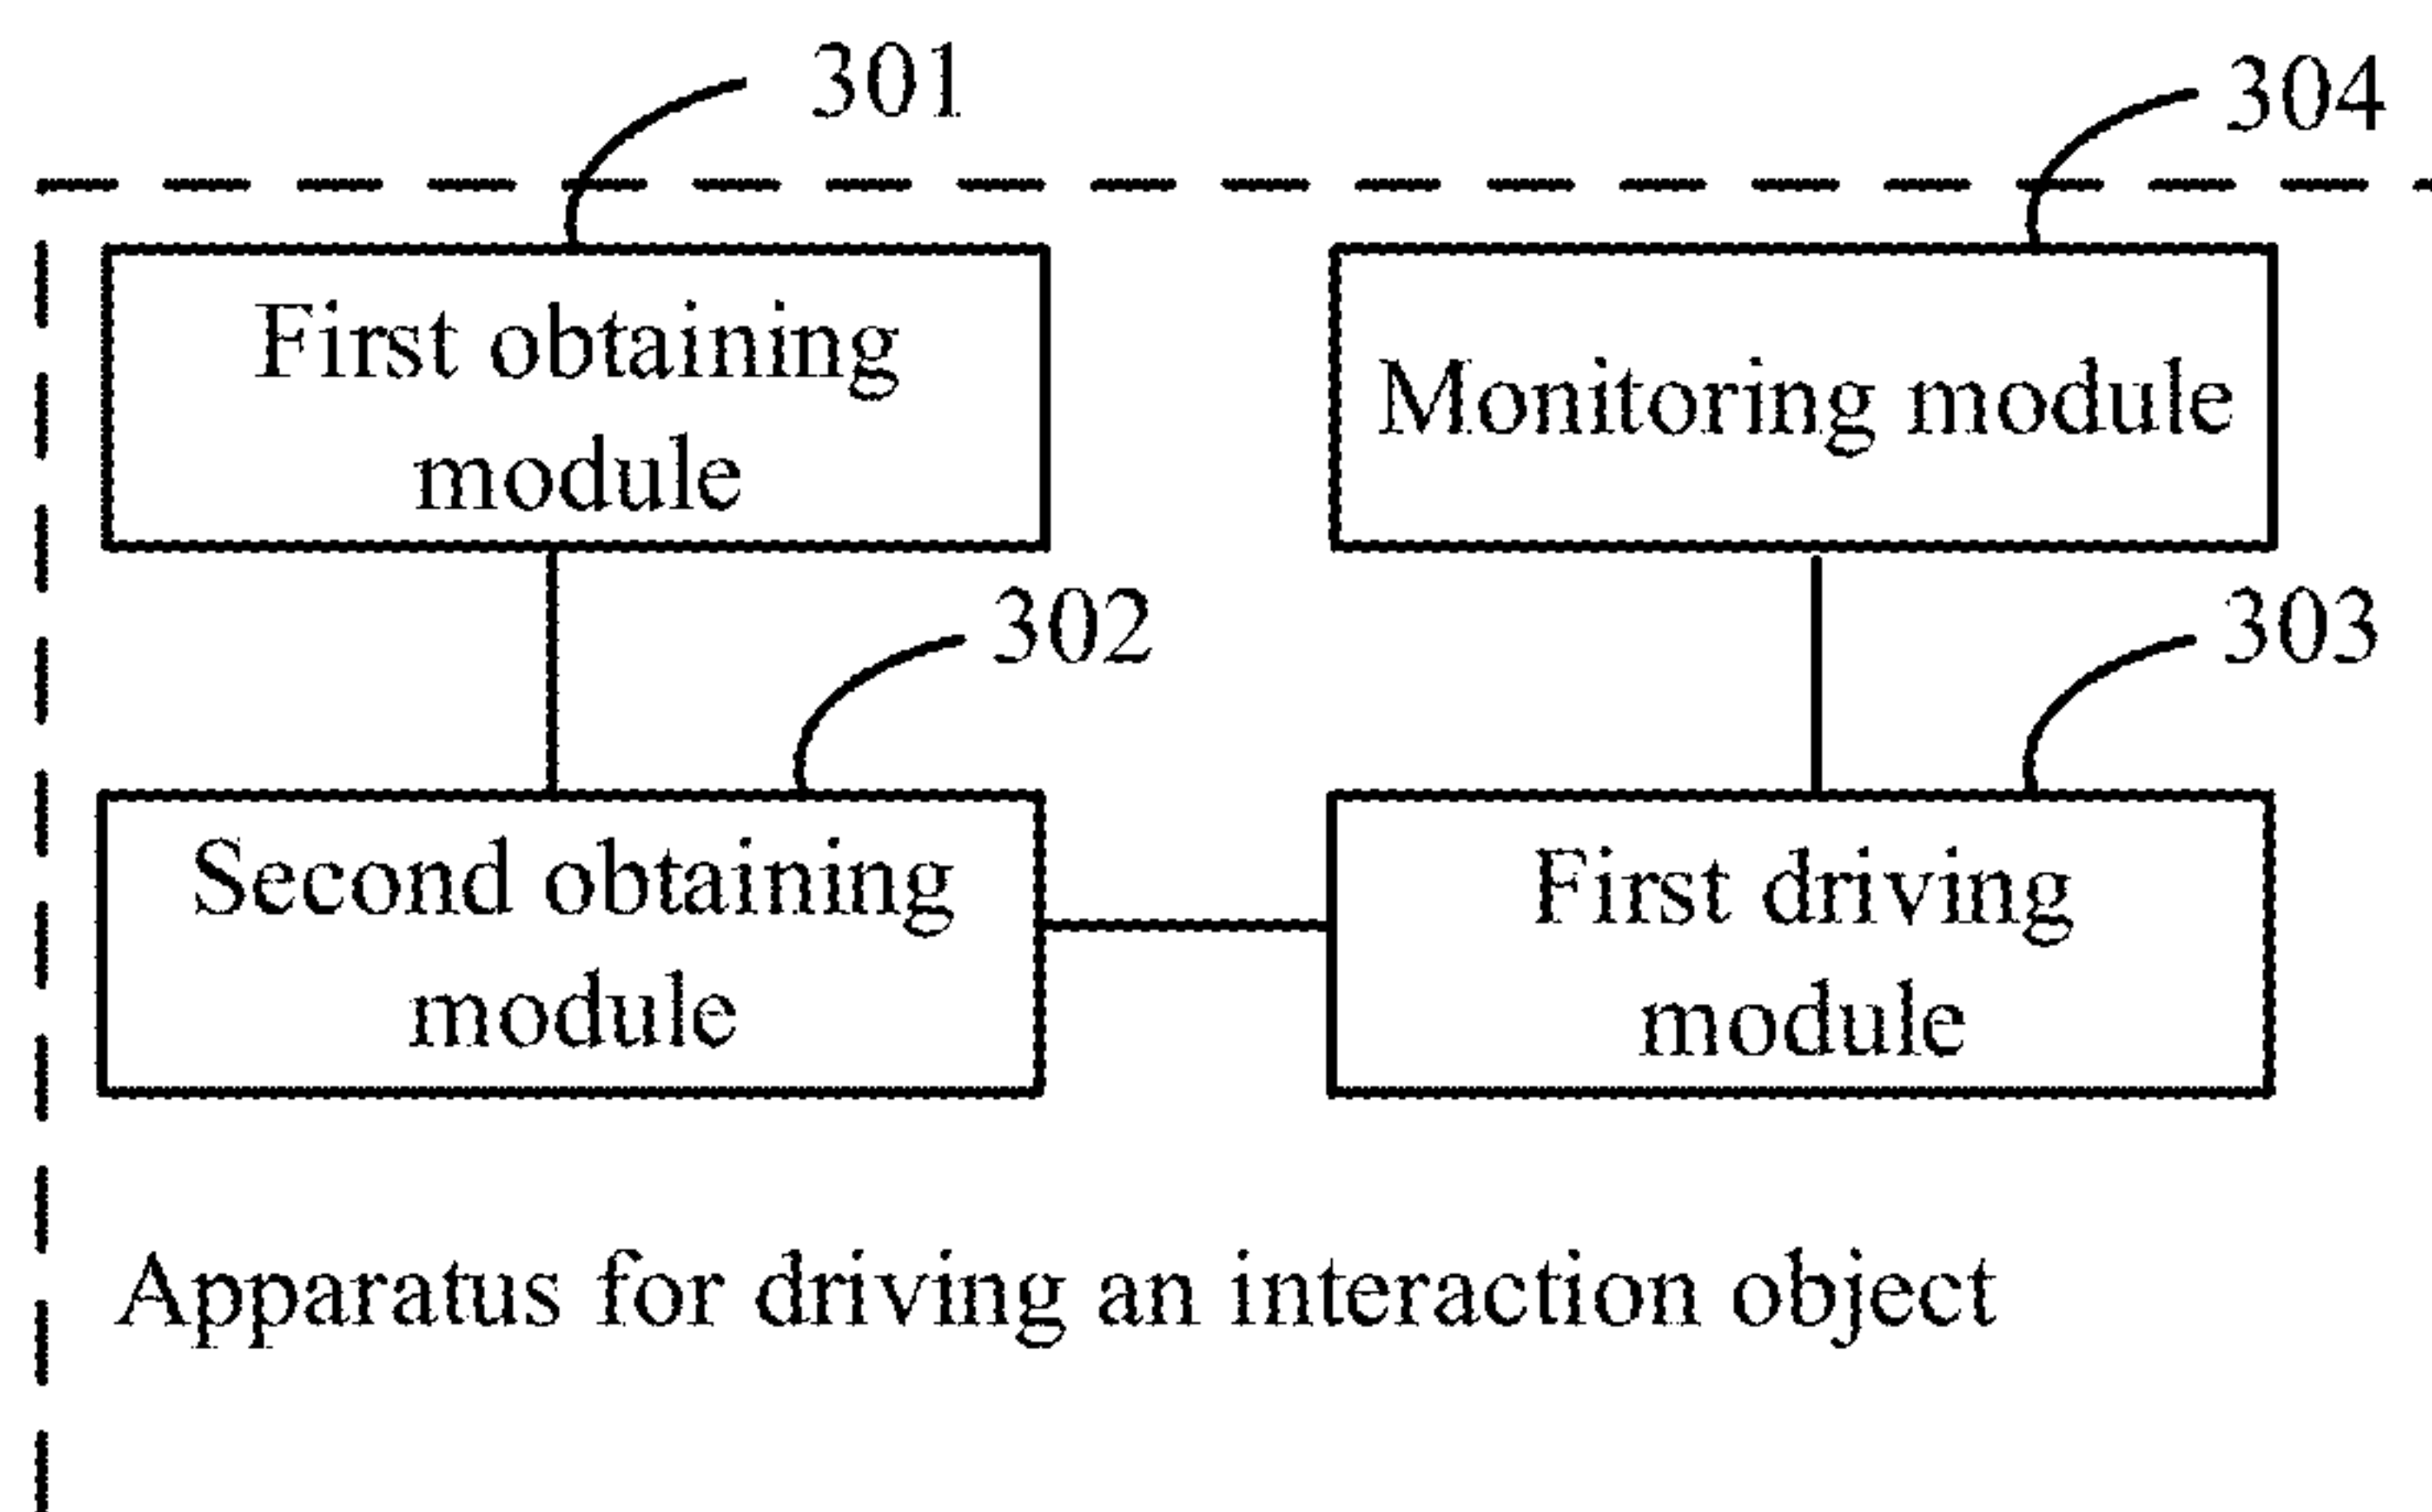 301
304
First obtaining
module
Monitoring module
302
303
Second obtaining
module
First driving
module
Apparatus for driving an interaction object